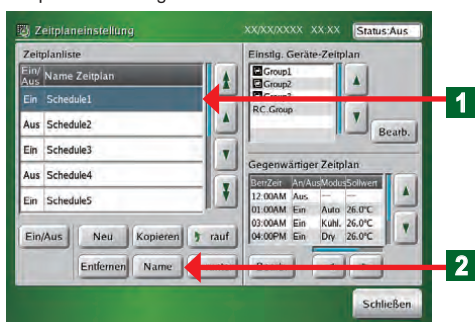 Zeitplaneinstellung
XX/XX/XXXX XX:XX
Status:Aus
Zeitplanliste
Ein/Aus Name Zeitplan
Ein Schedule1
Aus Schedule2
Ein Schedule3
Aus Schedule4
Ein Schedule5
Ein/Aus
Neu
Kopieren
rauf
Entfernen
Name
Einstlg. Geräte-Zeitplan
Group1
Group2
RC.Group
Bearb.
Gegenwärtiger Zeitplan
BetrZeit An/Aus Modus Sollwert
12:00AM Aus --- ---
01:00AM Ein Auto 26.0°C
03:00AM Ein Kühl. 26.0°C
04:00PM Ein Dry 26.0°C
Schließen
1
2